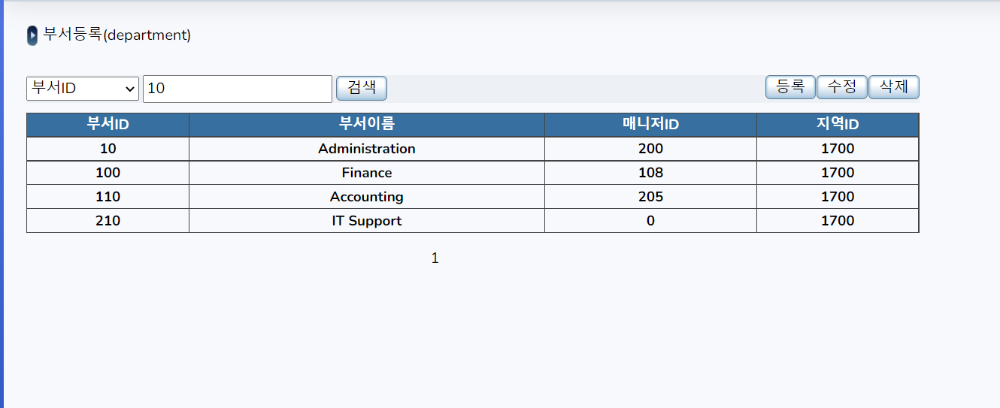 부서등록(department)
부서ID 10 검색 등록 수정 삭제
부서ID 부서이름 매니저ID 지역ID
10 Administration 200 1700
100 Finance 108 1700
110 Accounting 205 1700
210 IT Support 0 1700
1